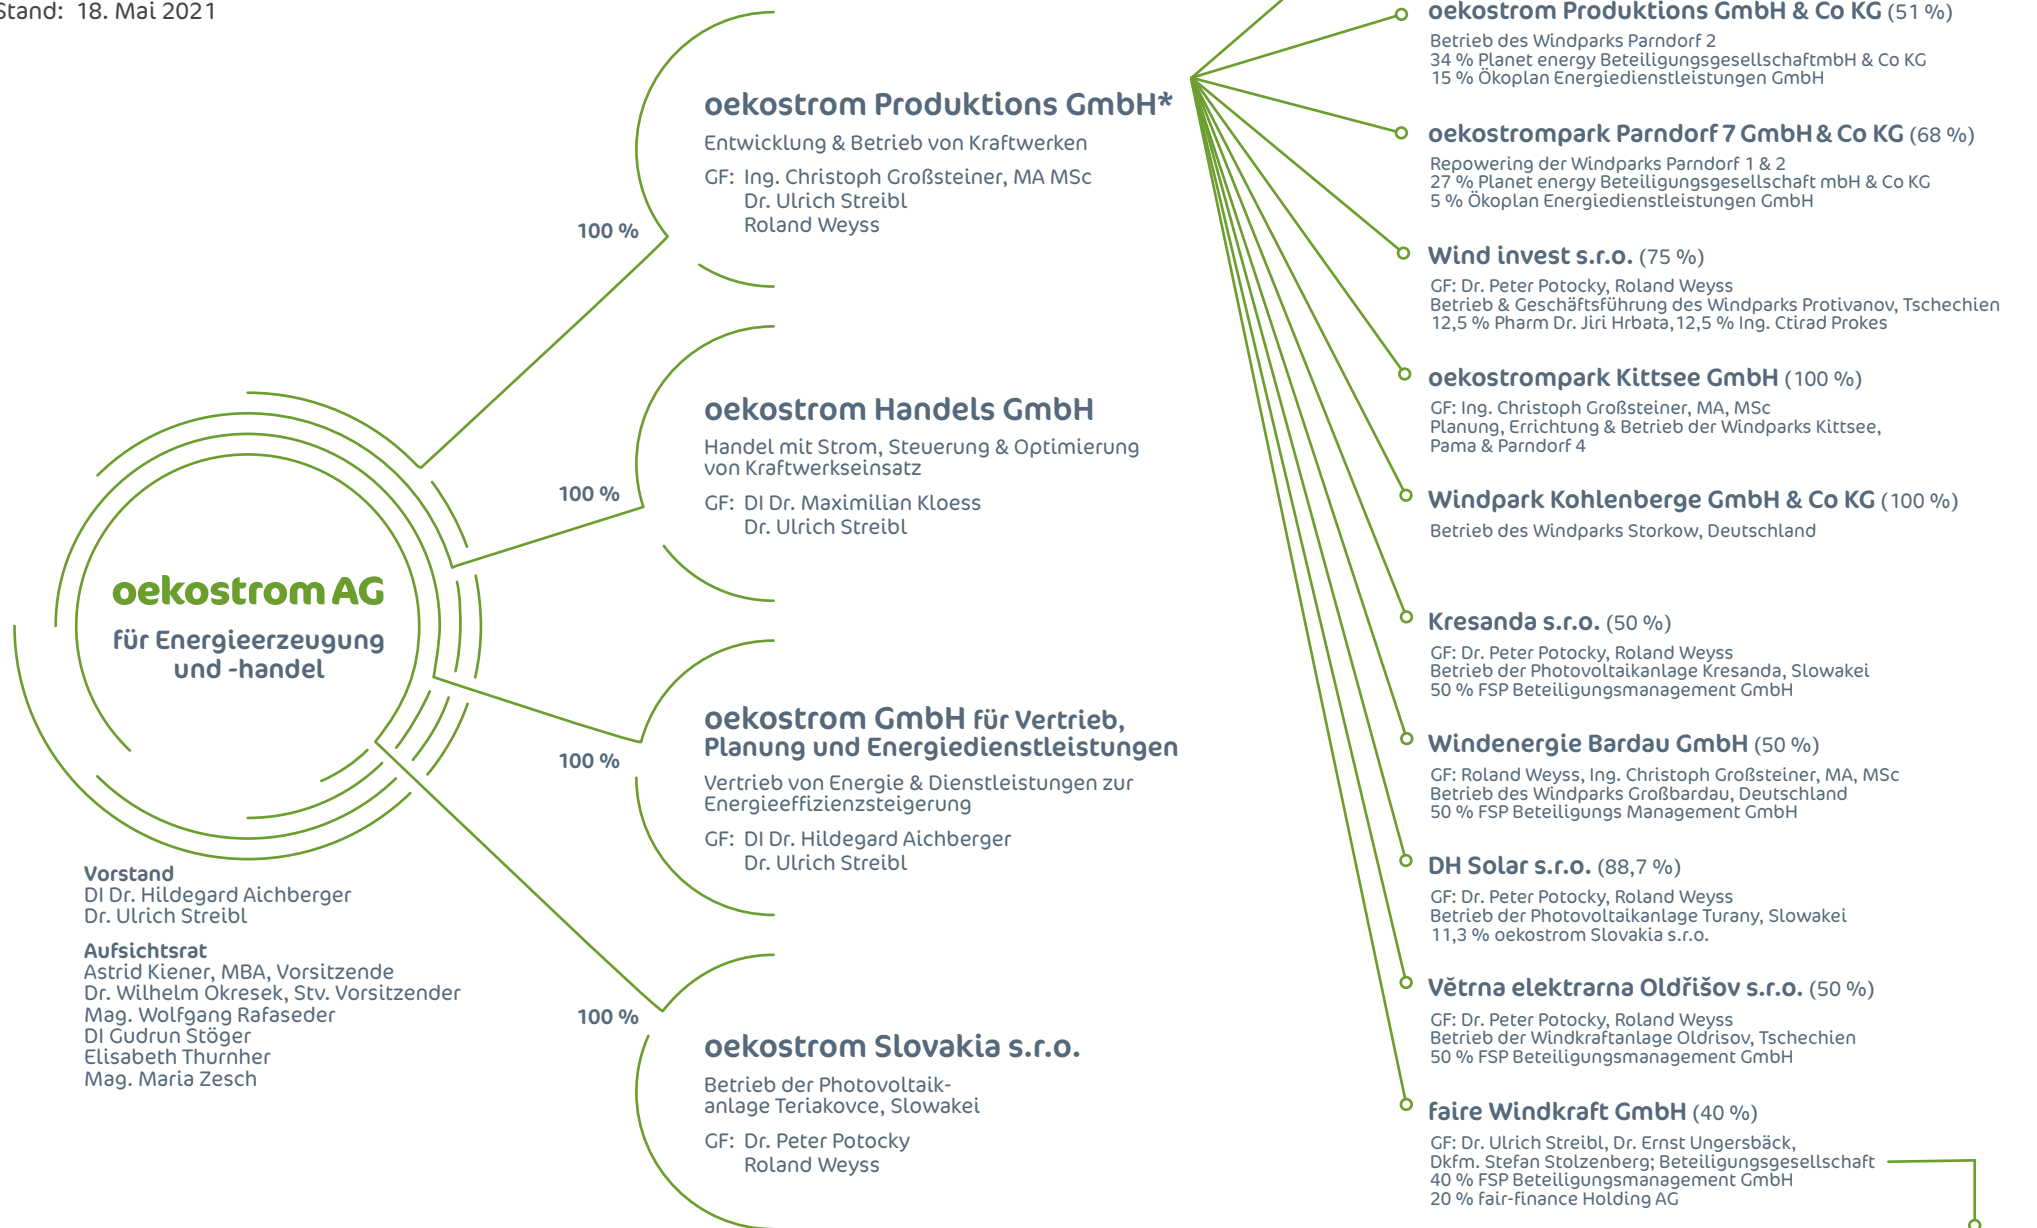 Stand: 18. Mai 2021
oekostrom AG
für Energieerzeugung
und -handel
Vorstand
DI Dr. Hildegard Aichberger
Dr. Ulrich Streibl
Aufsichtsrat
Astrid Kiener, MBA, Vorsitzende
Dr. Wilhelm Okresek, Stv. Vorsitzender
Mag. Wolfgang Rafaseder
DI Gudrun Stöger
Elisabeth Thurnher
Mag. Maria Zesch
100 %
oekostrom Produktions GmbH*
Entwicklung & Betrieb von Kraftwerken
GF: Ing. Christoph Großsteiner, MA MSc
Dr. Ulrich Streibl
Roland Weyss
100 %
oekostrom Handels GmbH
Handel mit Strom, Steuerung & Optimierung
von Kraftwerkseinsatz
GF: DI Dr. Maximilian Kloess
Dr. Ulrich Streibl
100 %
oekostrom GmbH für Vertrieb,
Planung und Energiedienstleistungen
Vertrieb von Energie & Dienstleistungen zur
Energieeffizienzsteigerung
GF: DI Dr. Hildegard Aichberger
Dr. Ulrich Streibl
100 %
oekostrom Slovakia s.r.o.
Betrieb der Photovoltaik-
anlage Teriakovce, Slowakei
GF: Dr. Peter Potocky
Roland Weyss
oekostrom Produktions GmbH & Co KG (51 %)
Betrieb des Windparks Parndorf 2
34 % Planet energy BeteiligungsgesellschaftmbH & Co KG
15 % Ökoplan Energiedienstleistungen GmbH
oekostrompark Parndorf 7 GmbH & Co KG (68 %)
Repowering der Windparks Parndorf 1 & 2
27 % Planet energy Beteiligungsgesellschaft mbH & Co KG
5 % Ökoplan Energiedienstleistungen GmbH
Wind invest s.r.o. (75 %)
GF: Dr. Peter Potocky, Roland Weyss
Betrieb & Geschäftsführung des Windparks Protivanov, Tschechien
12,5 % Pharm Dr. Jiri Hrbata, 12,5 % Ing. Ctirad Prokes
oekostrompark Kittsee GmbH (100 %)
GF: Ing. Christoph Großsteiner, MA, MSc
Planung, Errichtung & Betrieb der Windparks Kittsee,
Pama & Parndorf 4
Windpark Kohlenberge GmbH & Co KG (100 %)
Betrieb des Windparks Storkow, Deutschland
Kresanda s.r.o. (50 %)
GF: Dr. Peter Potocky, Roland Weyss
Betrieb der Photovoltaikanlage Kresanda, Slowakei
50 % FSP Beteiligungsmanagement GmbH
Windenergie Bardau GmbH (50 %)
GF: Roland Weyss, Ing. Christoph Großsteiner, MA, MSc
Betrieb des Windparks Großbardau, Deutschland
50 % FSP Beteiligungs Management GmbH
DH Solar s.r.o. (88,7 %)
GF: Dr. Peter Potocky, Roland Weyss
Betrieb der Photovoltaikanlage Turany, Slowakei
11,3 % oekostrom Slovakia s.r.o.
Větrna elektrarna Oldřišov s.r.o. (50 %)
GF: Dr. Peter Potocky, Roland Weyss
Betrieb der Windkraftanlage Oldrisov, Tschechien
50 % FSP Beteiligungsmanagement GmbH
faire Windkraft GmbH (40 %)
GF: Dr. Ulrich Streibl, Dr. Ernst Ungersbäck,
Dkfm. Stefan Stolzenberg; Beteiligungsgesellschaft
40 % FSP Beteiligungsmanagement GmbH
20 % fair-finance Holding AG